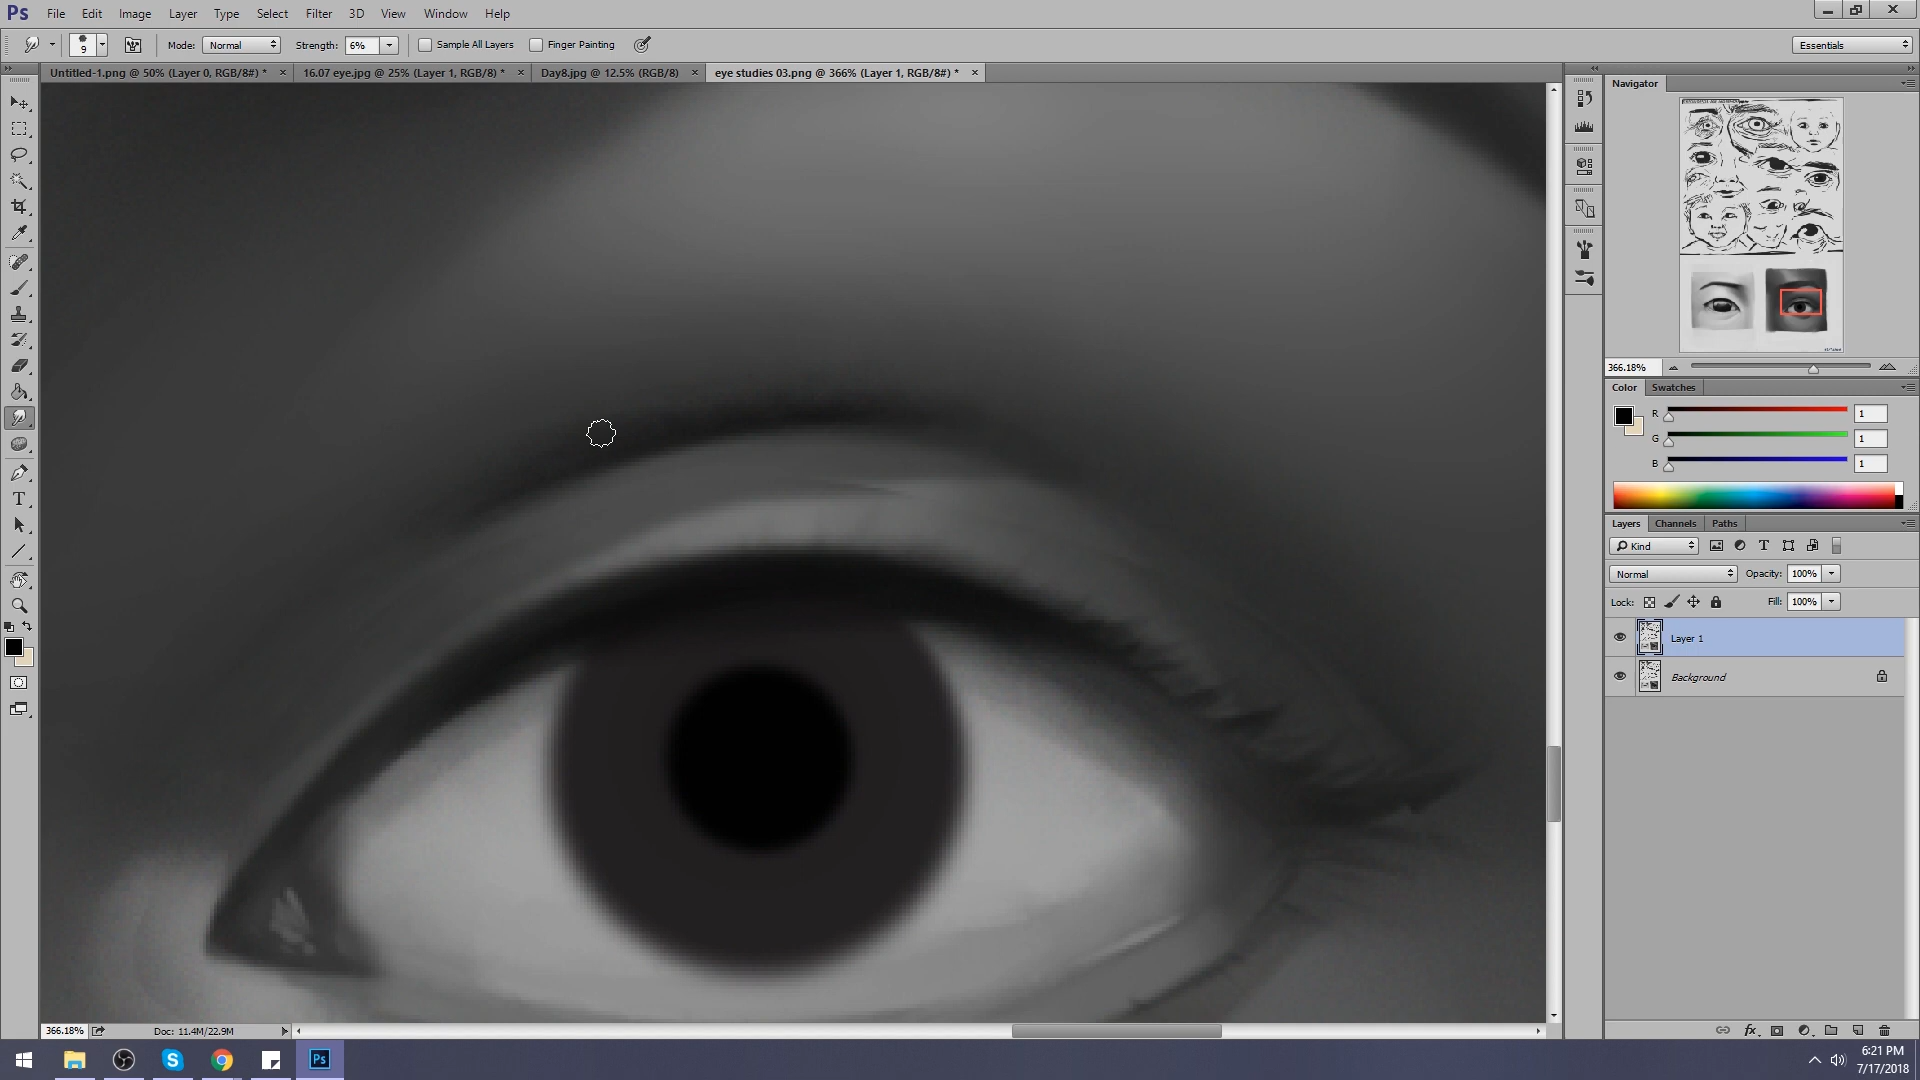 Ps File Edit Image Layer Type Select Filter 3D View Window Help
9 Mode: Normal Strength: 6% Sample All Layers Finger Painting Essentials
Untitled-1.png @ 50% (Layer 0, RGB/8#) * 16.07 eye.jpg @ 25% (Layer 1, RGB/8) * Day8.jpg @ 12.5% (RGB/8) eye studies 03.png @ 366% (Layer 1, RGB/8#) *
Navigator
366.18%
Color Swatches
R 1
G 1
B 1
Layers Channels Paths
Kind
Normal Opacity: 100%
Lock: Fill: 100%
Layer 1
Background
366.18% Doc: 11.4M/22.9M
Ps
6:21 PM
7/17/2018